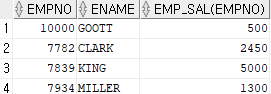 EMPNO ENAME EMP_SAL(EMPNO)
1 10000 GOOTT 500
2 7782 CLARK 2450
3 7839 KING 5000
4 7934 MILLER 1300